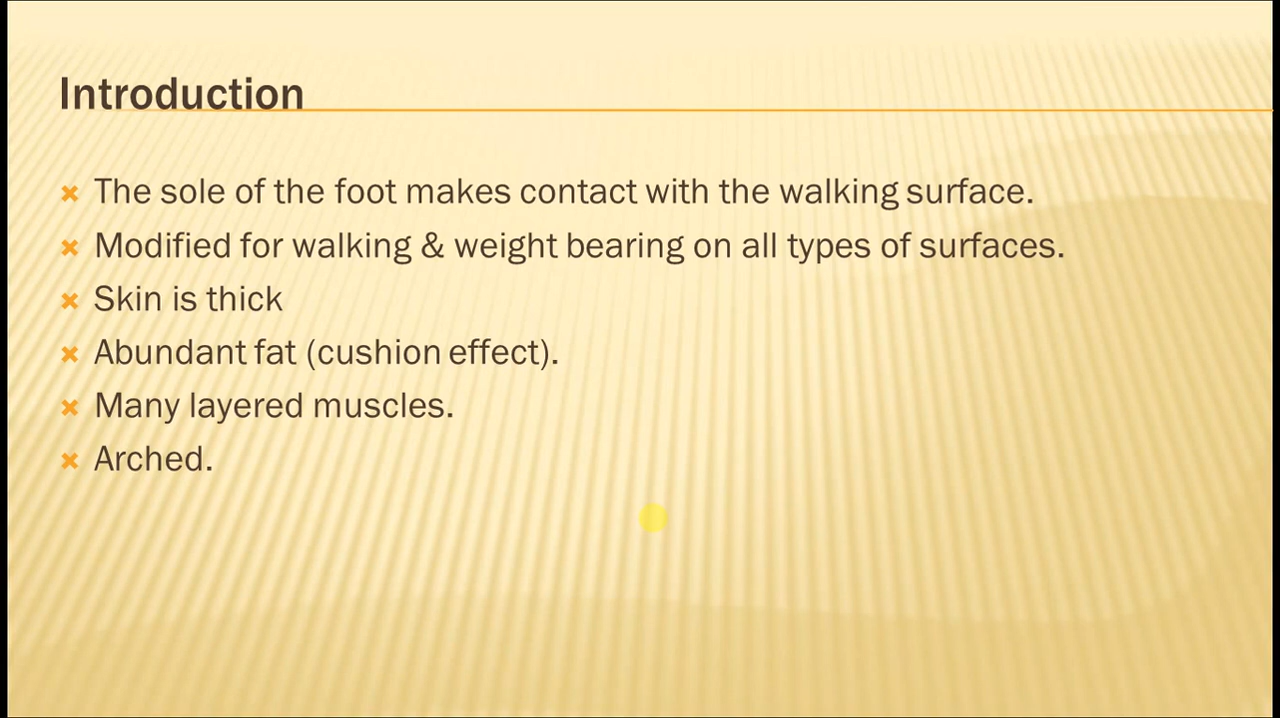 Introduction
The sole of the foot makes contact with the walking surface.
Modified for walking & weight bearing on all types of surfaces.
Skin is thick
Abundant fat (cushion effect).
Many layered muscles.
Arched.